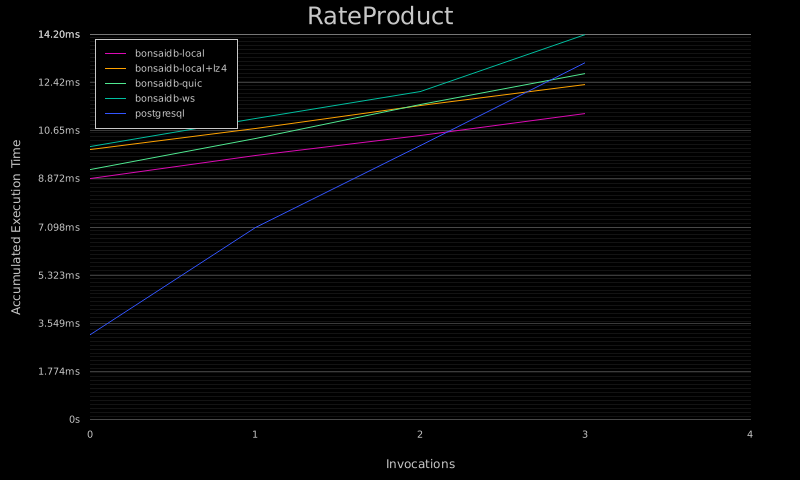 RateProduct
14.20ms
12.42ms
10.65ms
8.872ms
7.098ms
5.323ms
3.549ms
1.774ms
0s
bonsaidb-local
bonsaidb-local+lz4
bonsaidb-quic
bonsaidb-ws
postgresql
Accumulated Execution Time
0 1 2 3 4
Invocations